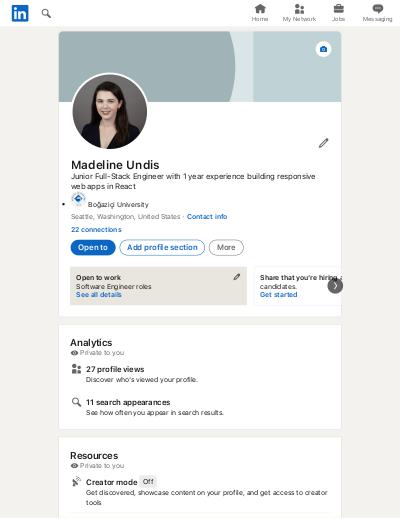 in
Home
My Network
Jobs
Messaging
Madeline Undis
Junior Full-Stack Engineer with 1 year experience building responsive
web apps in React
Boğaziçi University
Seattle, Washington, United States · Contact info
22 connections
Open to
Add profile section
More
Open to work
Software Engineer roles
See all details
Share that you're hiring a
candidates.
Get started
Analytics
Private to you
27 profile views
Discover who's viewed your profile.
11 search appearances
See how often you appear in search results.
Resources
Private to you
Creator mode Off
Get discovered, showcase content on your profile, and get access to creator
tools